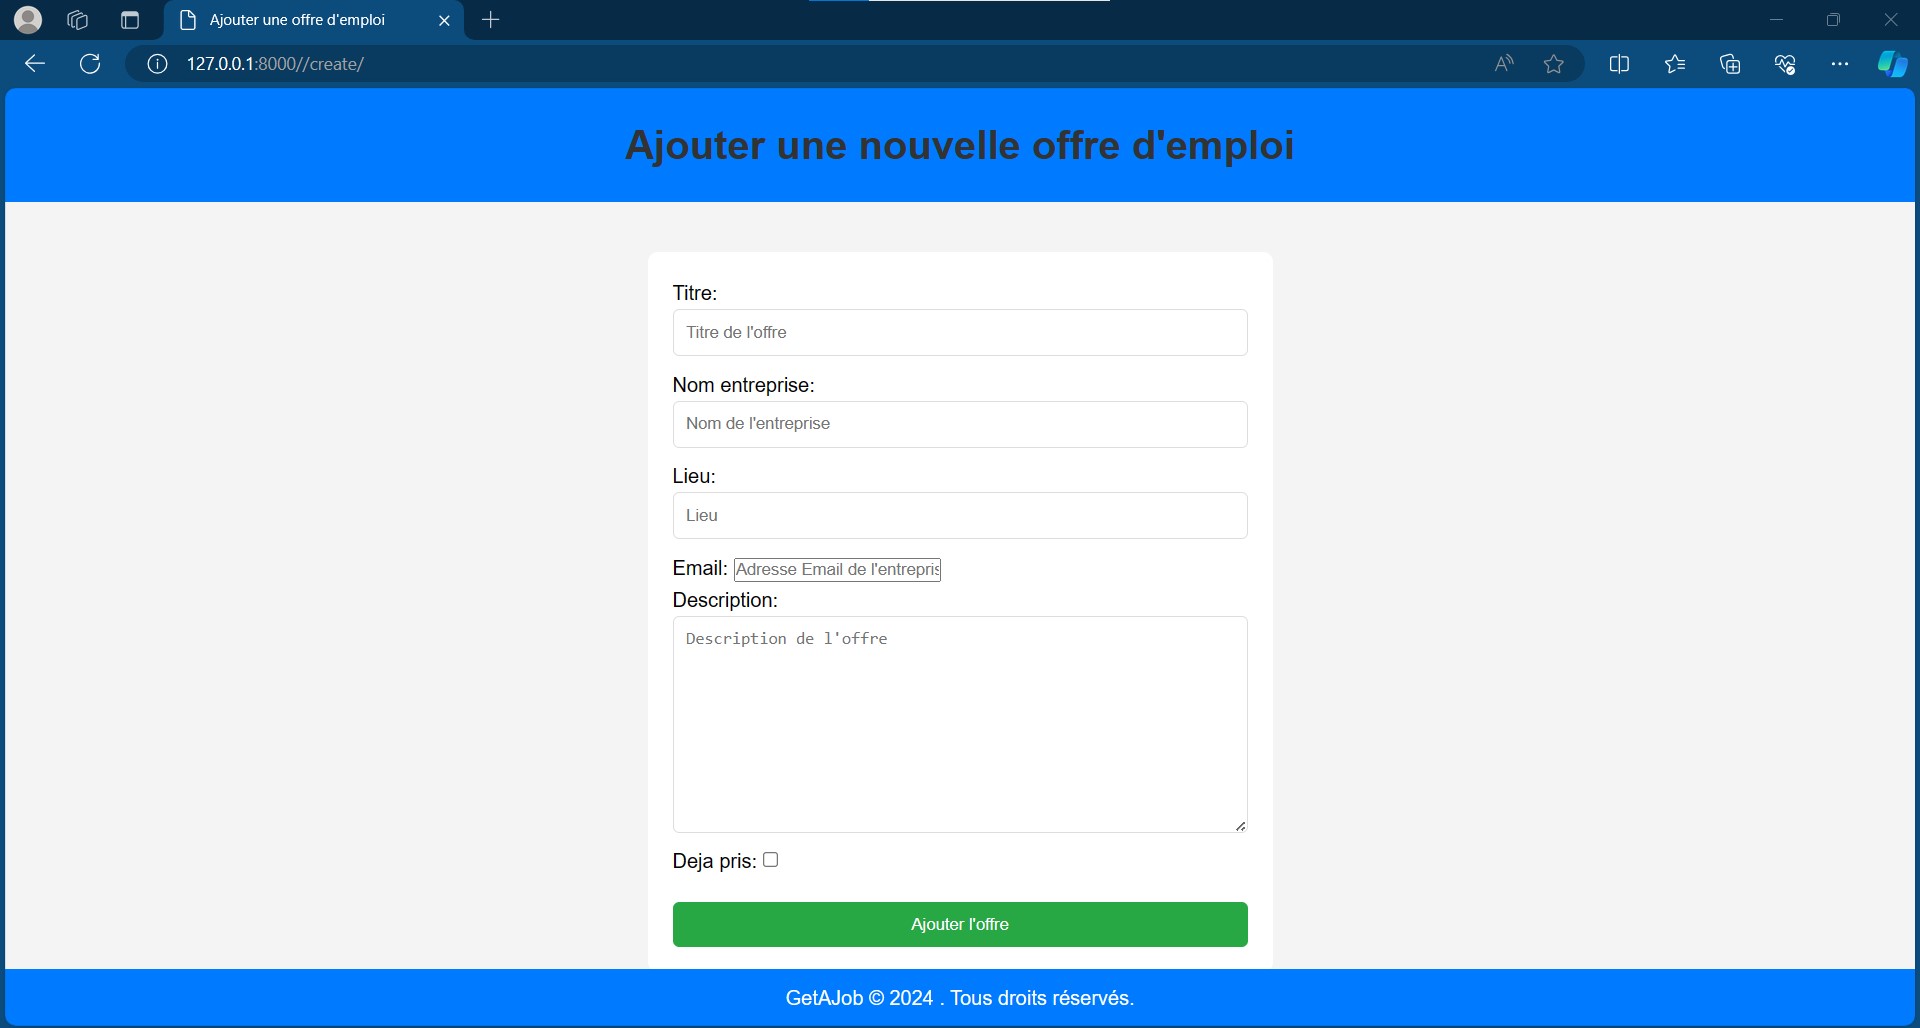 Ajouter une offre d'emploi
127.0.0.1:8000//create/
Ajouter une nouvelle offre d'emploi
Titre:
Titre de l'offre
Nom entreprise:
Nom de l'entreprise
Lieu:
Lieu
Email: Adresse Email de l'entrepris
Description:
Description de l'offre
Deja pris:
Ajouter l'offre
GetAJob © 2024 . Tous droits réservés.